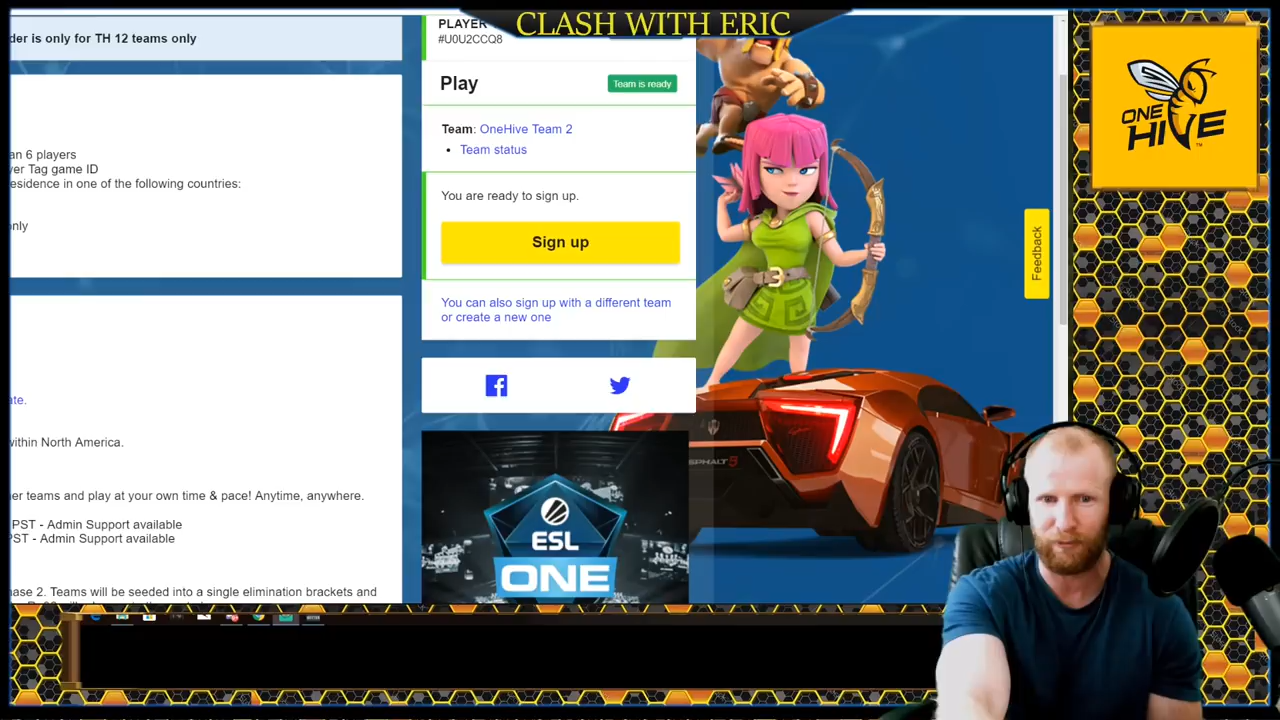 CLASH WITH ERIC
der is only for TH 12 teams only
an 6 players
ver Tag game ID
esidence in one of the following countries:
only
ate.
within North America.
ner teams and play at your own time & pace! Anytime, anywhere.
PST - Admin Support available
PST - Admin Support available
hase 2. Teams will be seeded into a single elimination brackets and
PLAYER
#U0U2CCQ8
Play
Team is ready
Team: OneHive Team 2
• Team status
You are ready to sign up.
Sign up
You can also sign up with a different team
or create a new one
ESL
ONE
ASPHALT
Feedback
ONE
HIVE